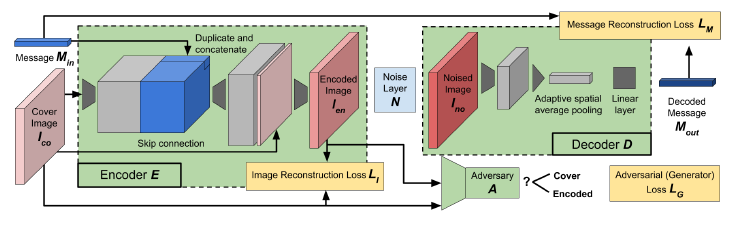 Duplicate and
concatenate
Message Reconstruction Loss L_M
Message M_in
Cover
Image
I_co
Encoded
Image
I_en
Noise
Layer
N
Noised
Image
I_no
Adaptive spatial
average pooling
Linear
layer
Decoded
Message
M_out
Skip connection
Encoder E
Decoder D
Image Reconstruction Loss L_I
Adversary
A
?
Cover
Encoded
Adversarial (Generator)
Loss L_G